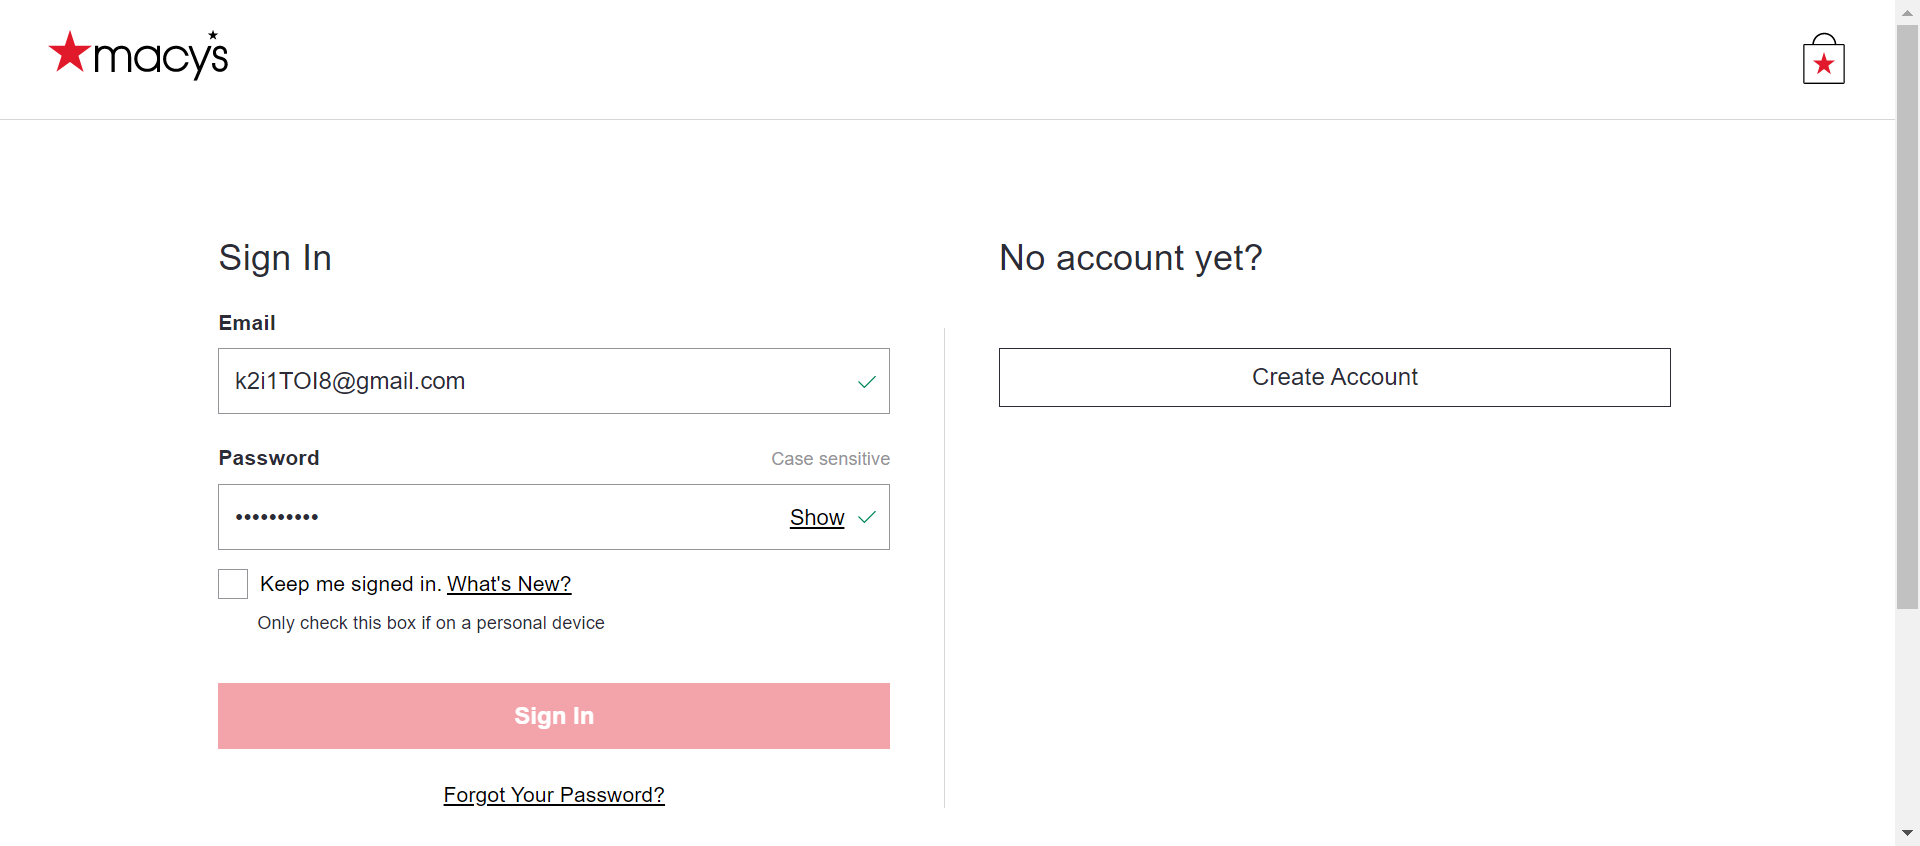 macy's
Sign In
Email
k2i1TOI8@gmail.com
Password
Case sensitive
••••••••••
Show
Keep me signed in. What's New?
Only check this box if on a personal device
Sign In
Forgot Your Password?
No account yet?
Create Account